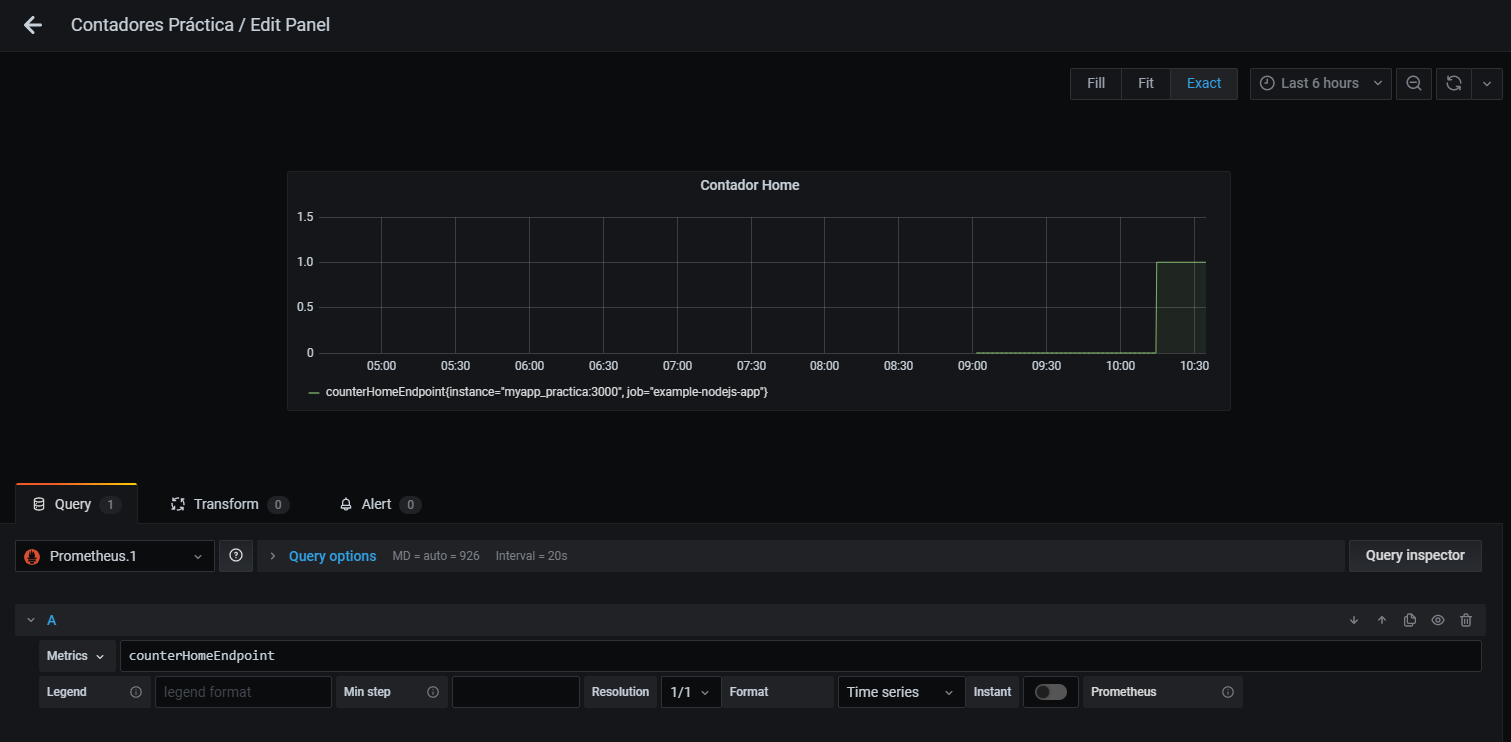 Contadores Práctica / Edit Panel
Fill Fit Exact Last 6 hours
Contador Home
1.5
1.0
0.5
0
05:00 05:30 06:00 06:30 07:00 07:30 08:00 08:30 09:00 09:30 10:00 10:30
counterHomeEndpoint{instance="myapp_practica:3000", job="example-nodejs-app"}
Query 1 Transform 0 Alert 0
Prometheus.1 Query options MD = auto = 926 Interval = 20s Query inspector
A
Metrics counterHomeEndpoint
Legend legend format Min step Resolution 1/1 Format Time series Instant Prometheus